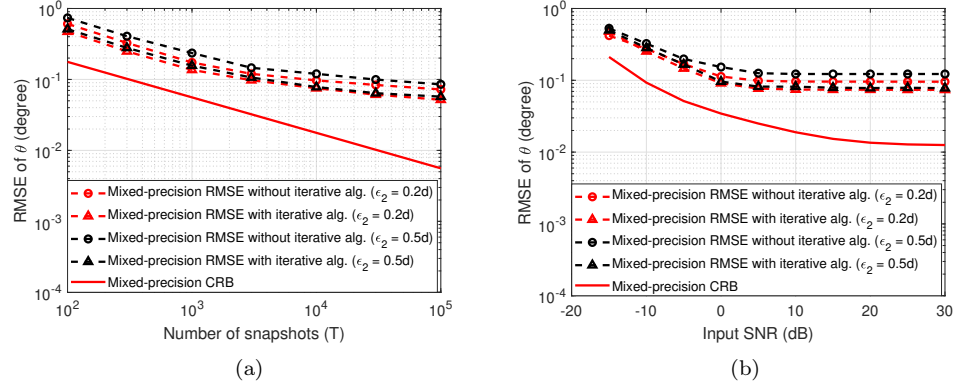 10^0
10^-1
10^-2
10^-3
10^-4
RMSE of θ (degree)
Mixed-precision RMSE without iterative alg. (ϵ_2 = 0.2d)
Mixed-precision RMSE with iterative alg. (ϵ_2 = 0.2d)
Mixed-precision RMSE without iterative alg. (ϵ_2 = 0.5d)
Mixed-precision RMSE with iterative alg. (ϵ_2 = 0.5d)
Mixed-precision CRB
10^2 10^3 10^4 10^5
Number of snapshots (T)
(a)
10^0
10^-1
10^-2
10^-3
10^-4
RMSE of θ (degree)
Mixed-precision RMSE without iterative alg. (ϵ_2 = 0.2d)
Mixed-precision RMSE with iterative alg. (ϵ_2 = 0.2d)
Mixed-precision RMSE without iterative alg. (ϵ_2 = 0.5d)
Mixed-precision RMSE with iterative alg. (ϵ_2 = 0.5d)
Mixed-precision CRB
-20 -10 0 10 20 30
Input SNR (dB)
(b)